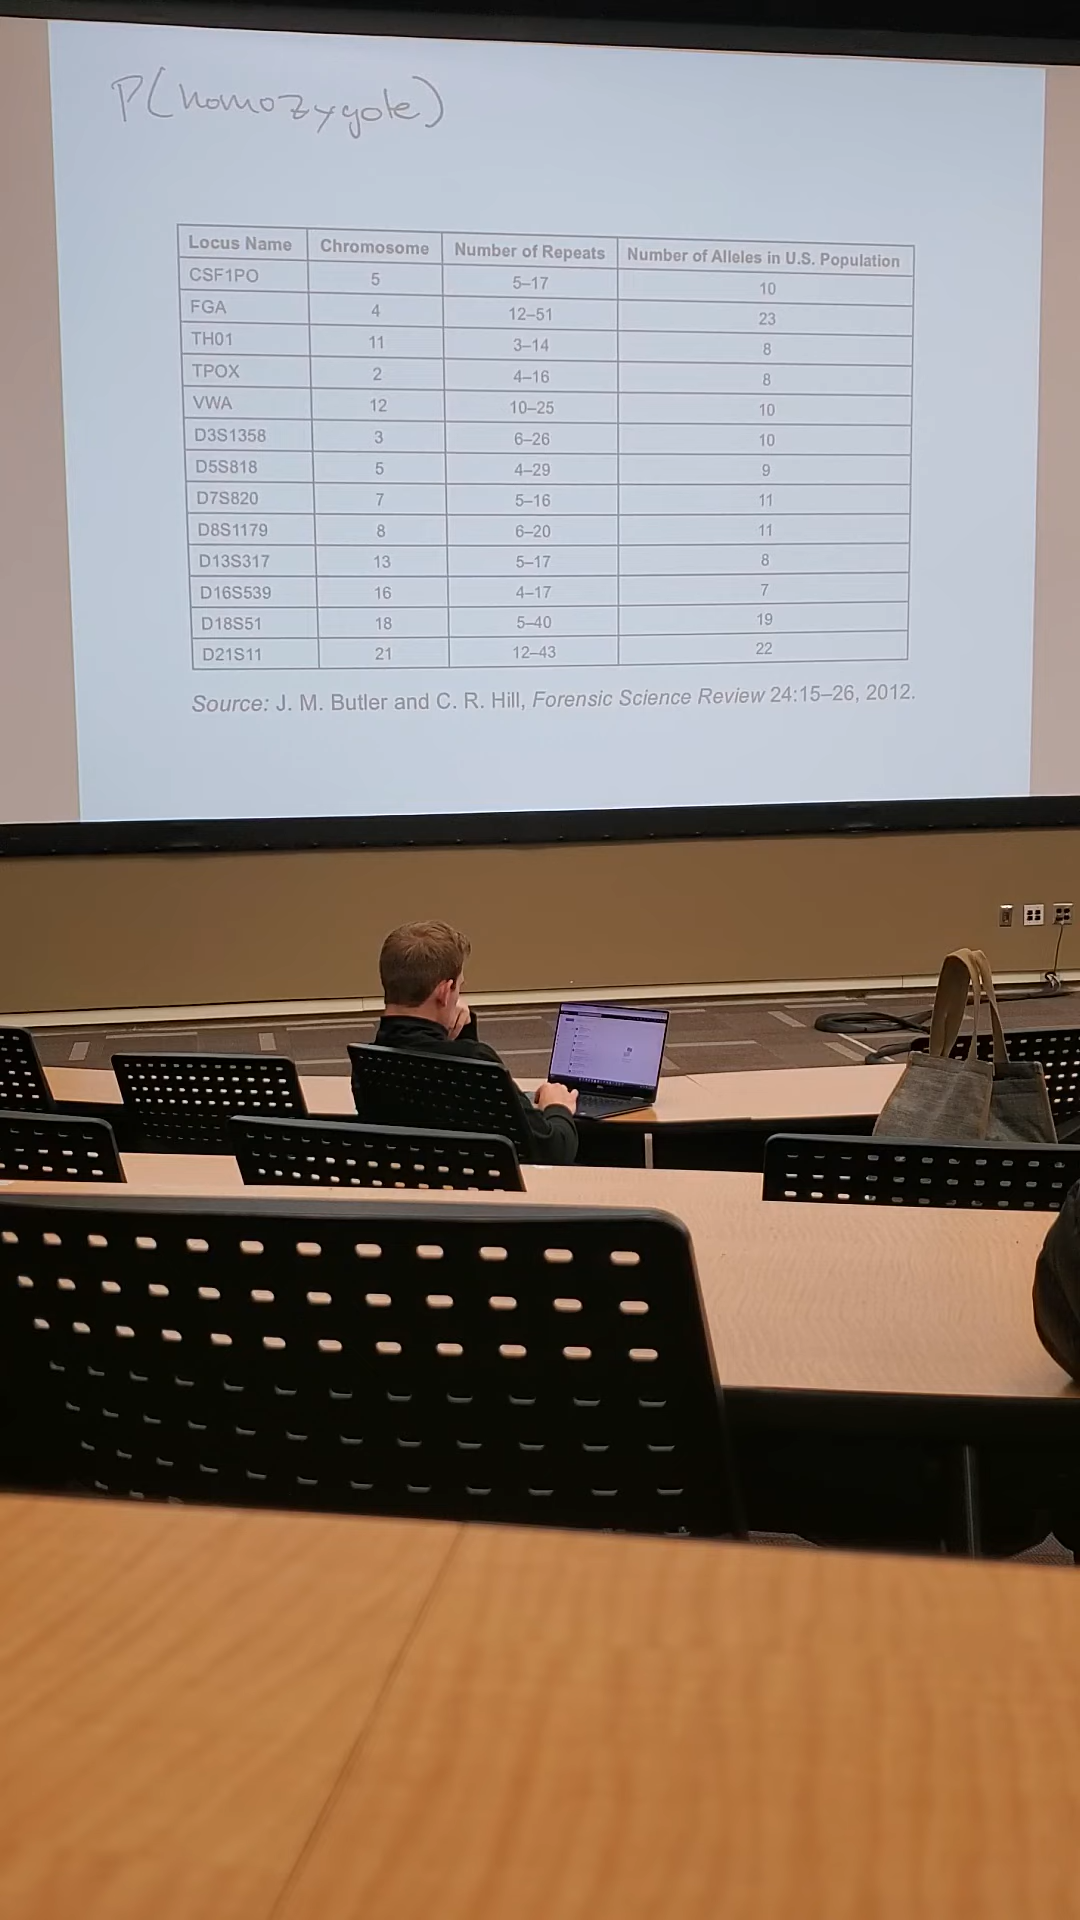 P(homozygote)
Locus Name Chromosome Number of Repeats Number of Alleles in U.S. Population
CSF1PO 5 5–17 10
FGA 4 12–51 23
TH01 11 3–14 8
TPOX 2 4–16 8
VWA 12 10–25 10
D3S1358 3 6–26 10
D5S818 5 4–29 9
D7S820 7 5–16 11
D8S1179 8 6–20 11
D13S317 13 5–17 8
D16S539 16 4–17 7
D18S51 18 5–40 19
D21S11 21 12–43 22
Source: J. M. Butler and C. R. Hill, Forensic Science Review 24:15–26, 2012.